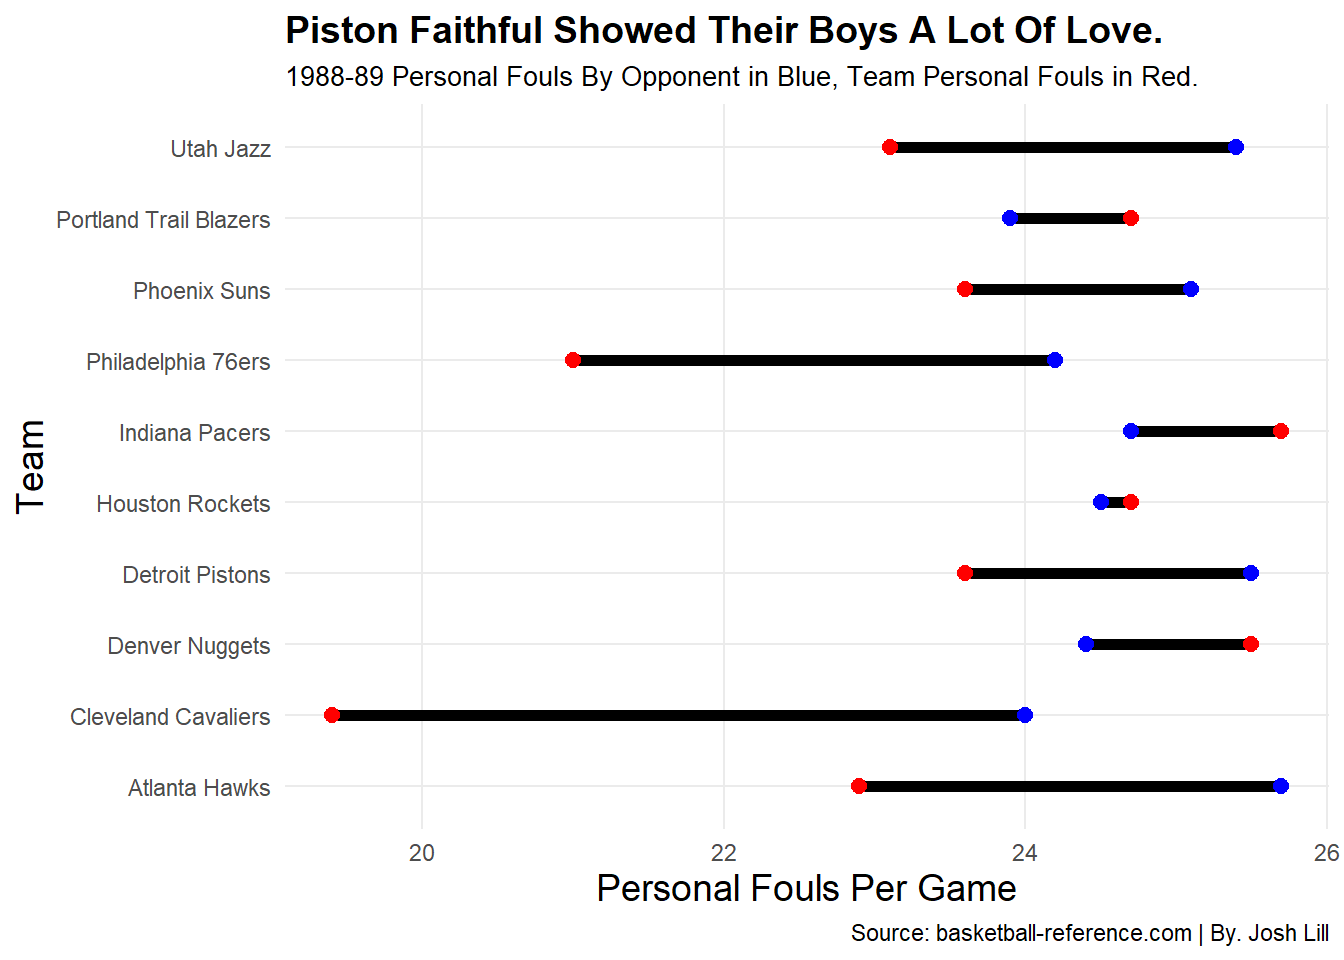 Piston Faithful Showed Their Boys A Lot Of Love.
1988-89 Personal Fouls By Opponent in Blue, Team Personal Fouls in Red.
Team
Utah Jazz
Portland Trail Blazers
Phoenix Suns
Philadelphia 76ers
Indiana Pacers
Houston Rockets
Detroit Pistons
Denver Nuggets
Cleveland Cavaliers
Atlanta Hawks
20 22 24 26
Personal Fouls Per Game
Source: basketball-reference.com | By. Josh Lill